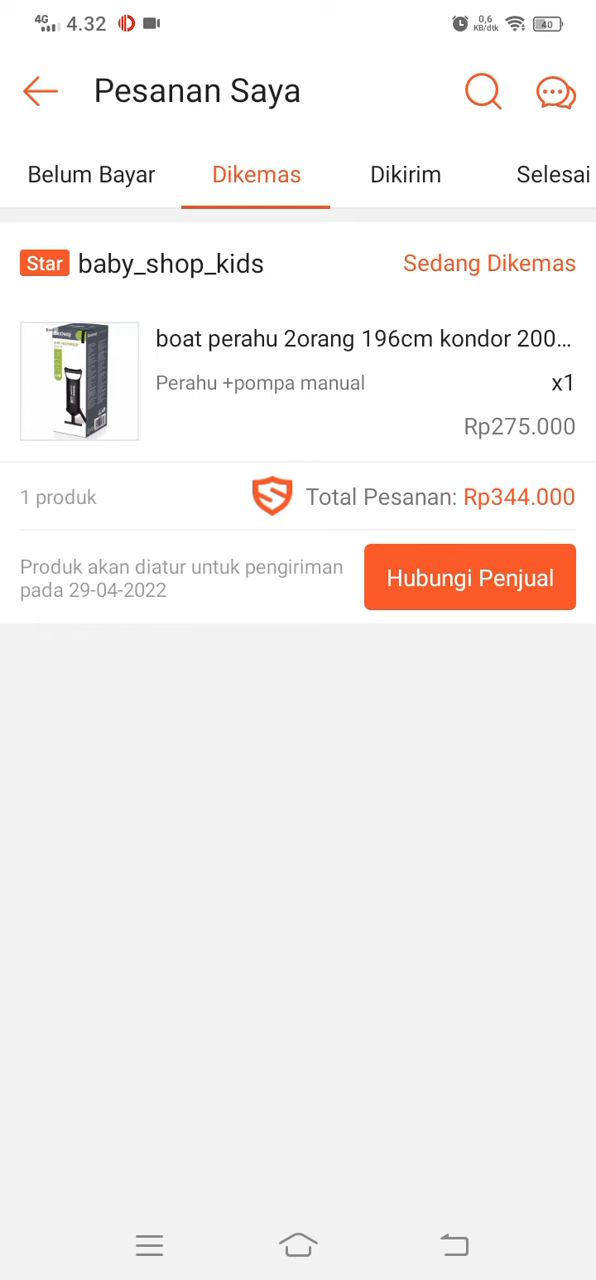 4G 4.32 0,6 KB/dtk 40
Pesanan Saya
Belum Bayar Dikemas Dikirim Selesai
Star baby_shop_kids Sedang Dikemas
boat perahu 2orang 196cm kondor 200...
Perahu +pompa manual x1
Rp275.000
1 produk Total Pesanan: Rp344.000
Produk akan diatur untuk pengiriman
pada 29-04-2022
Hubungi Penjual